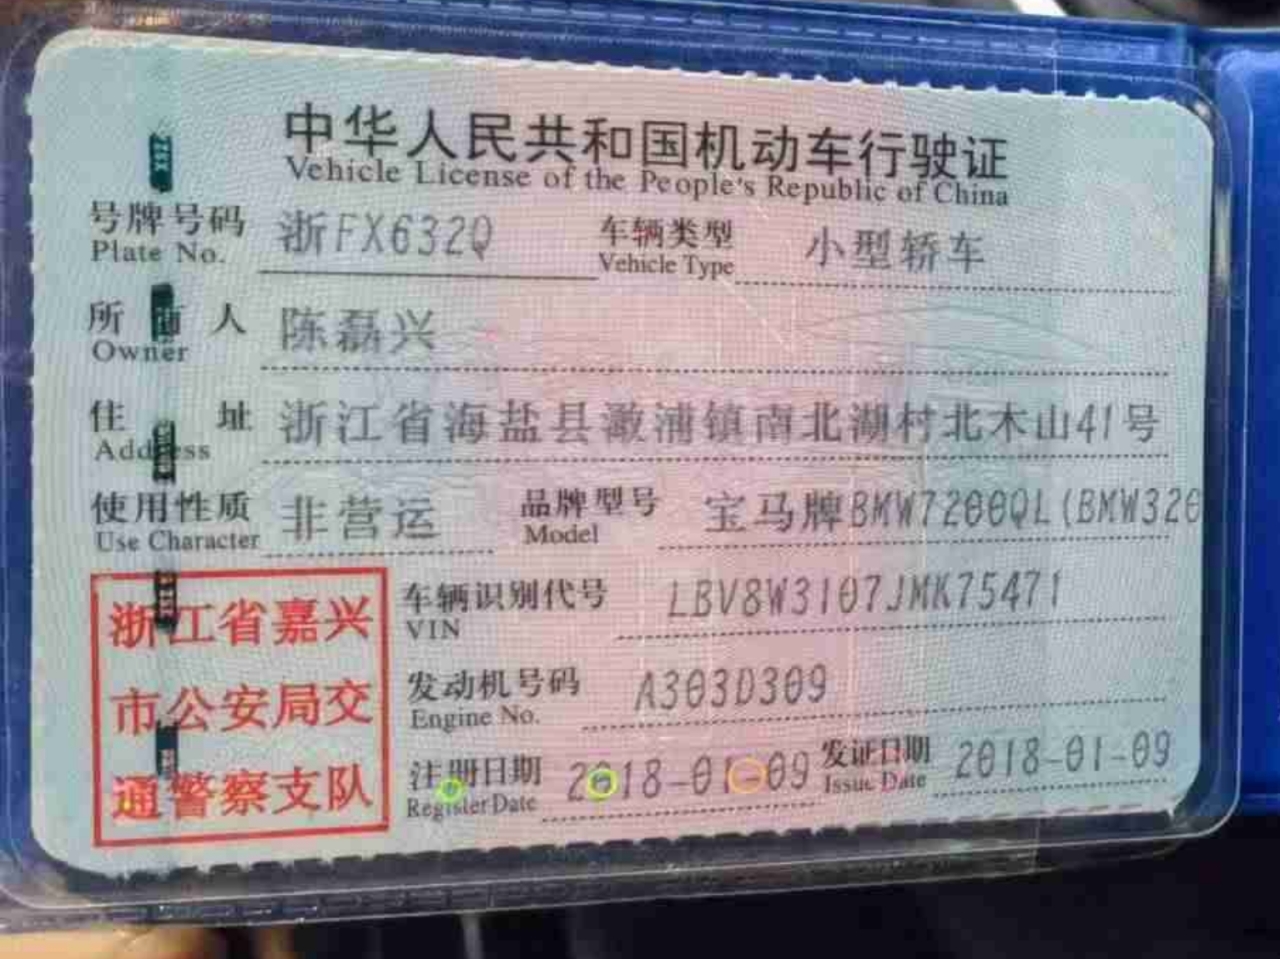 中华人民共和国机动车行驶证
Vehicle License of the People's Republic of China
号牌号码 浙FX632Q 车辆类型 小型轿车
Plate No. Vehicle Type
所有人 陈磊兴
Owner
住址 浙江省海盐县澉浦镇南北湖村北木山41号
Address
使用性质 非营运 品牌型号 宝马牌BMW7200QL(BMW320
Use Character Model
浙江省嘉兴
市公安局交
通警察支队
车辆识别代号 LBV8W3107JMK75471
VIN
发动机号码 A303D309
Engine No.
注册日期 2018-01-09 发证日期 2018-01-09
Register Date Issue Date